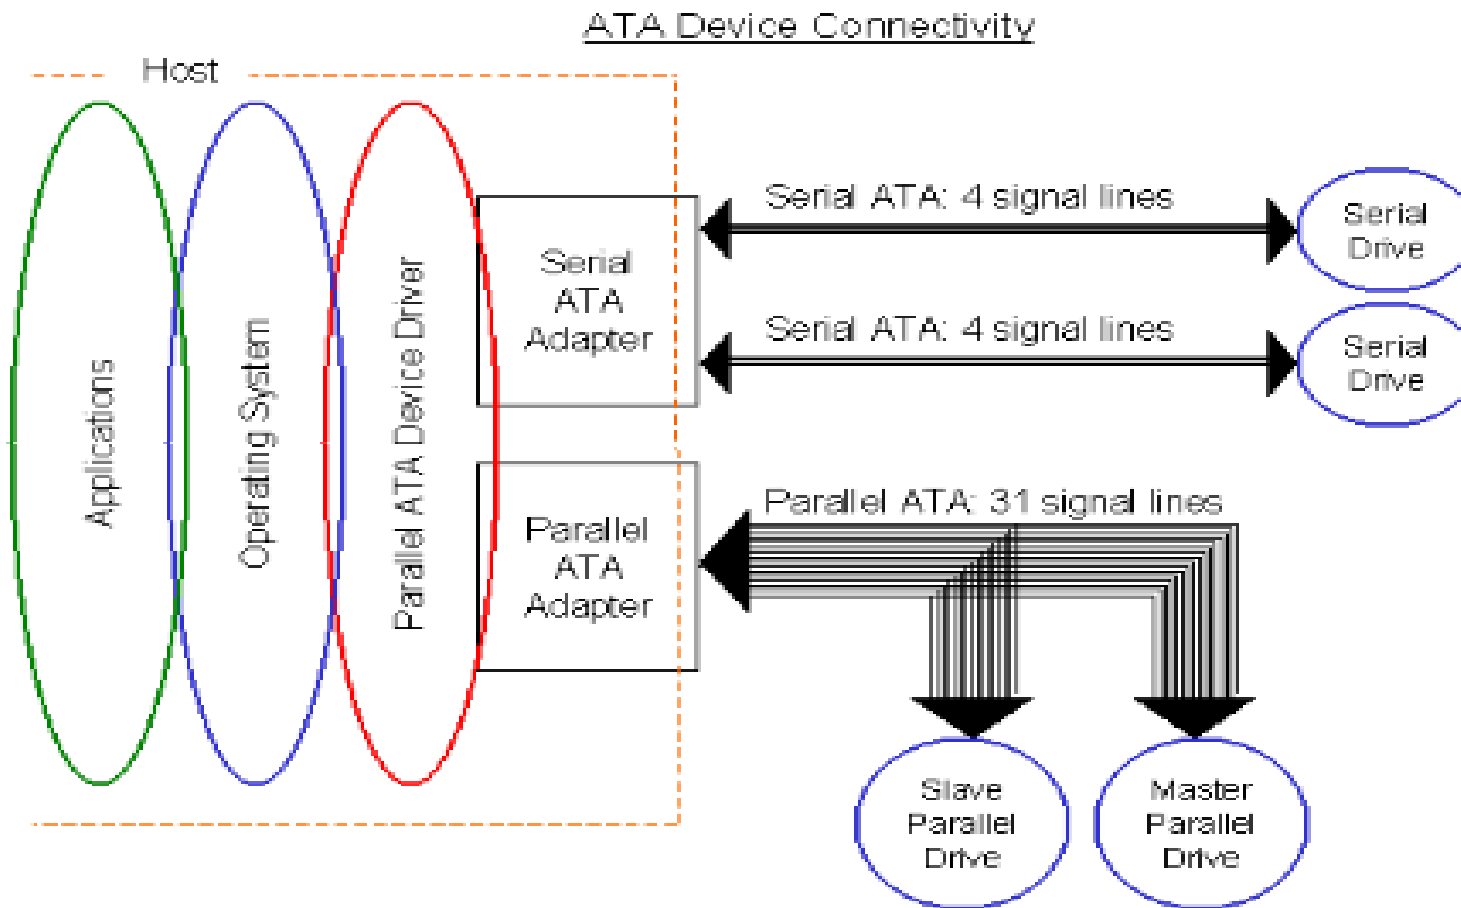 ATA Device Connectivity
Host
Applications
Operating System
Parallel ATA Device Driver
Serial
ATA
Adapter
Serial ATA: 4 signal lines
Serial
Drive
Serial ATA: 4 signal lines
Serial
Drive
Parallel
ATA
Adapter
Parallel ATA: 31 signal lines
Slave
Parallel
Drive
Master
Parallel
Drive